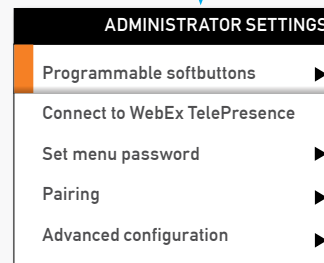 ADMINISTRATOR SETTINGS
Programmable softbuttons
Connect to WebEx TelePresence
Set menu password
Pairing
Advanced configuration